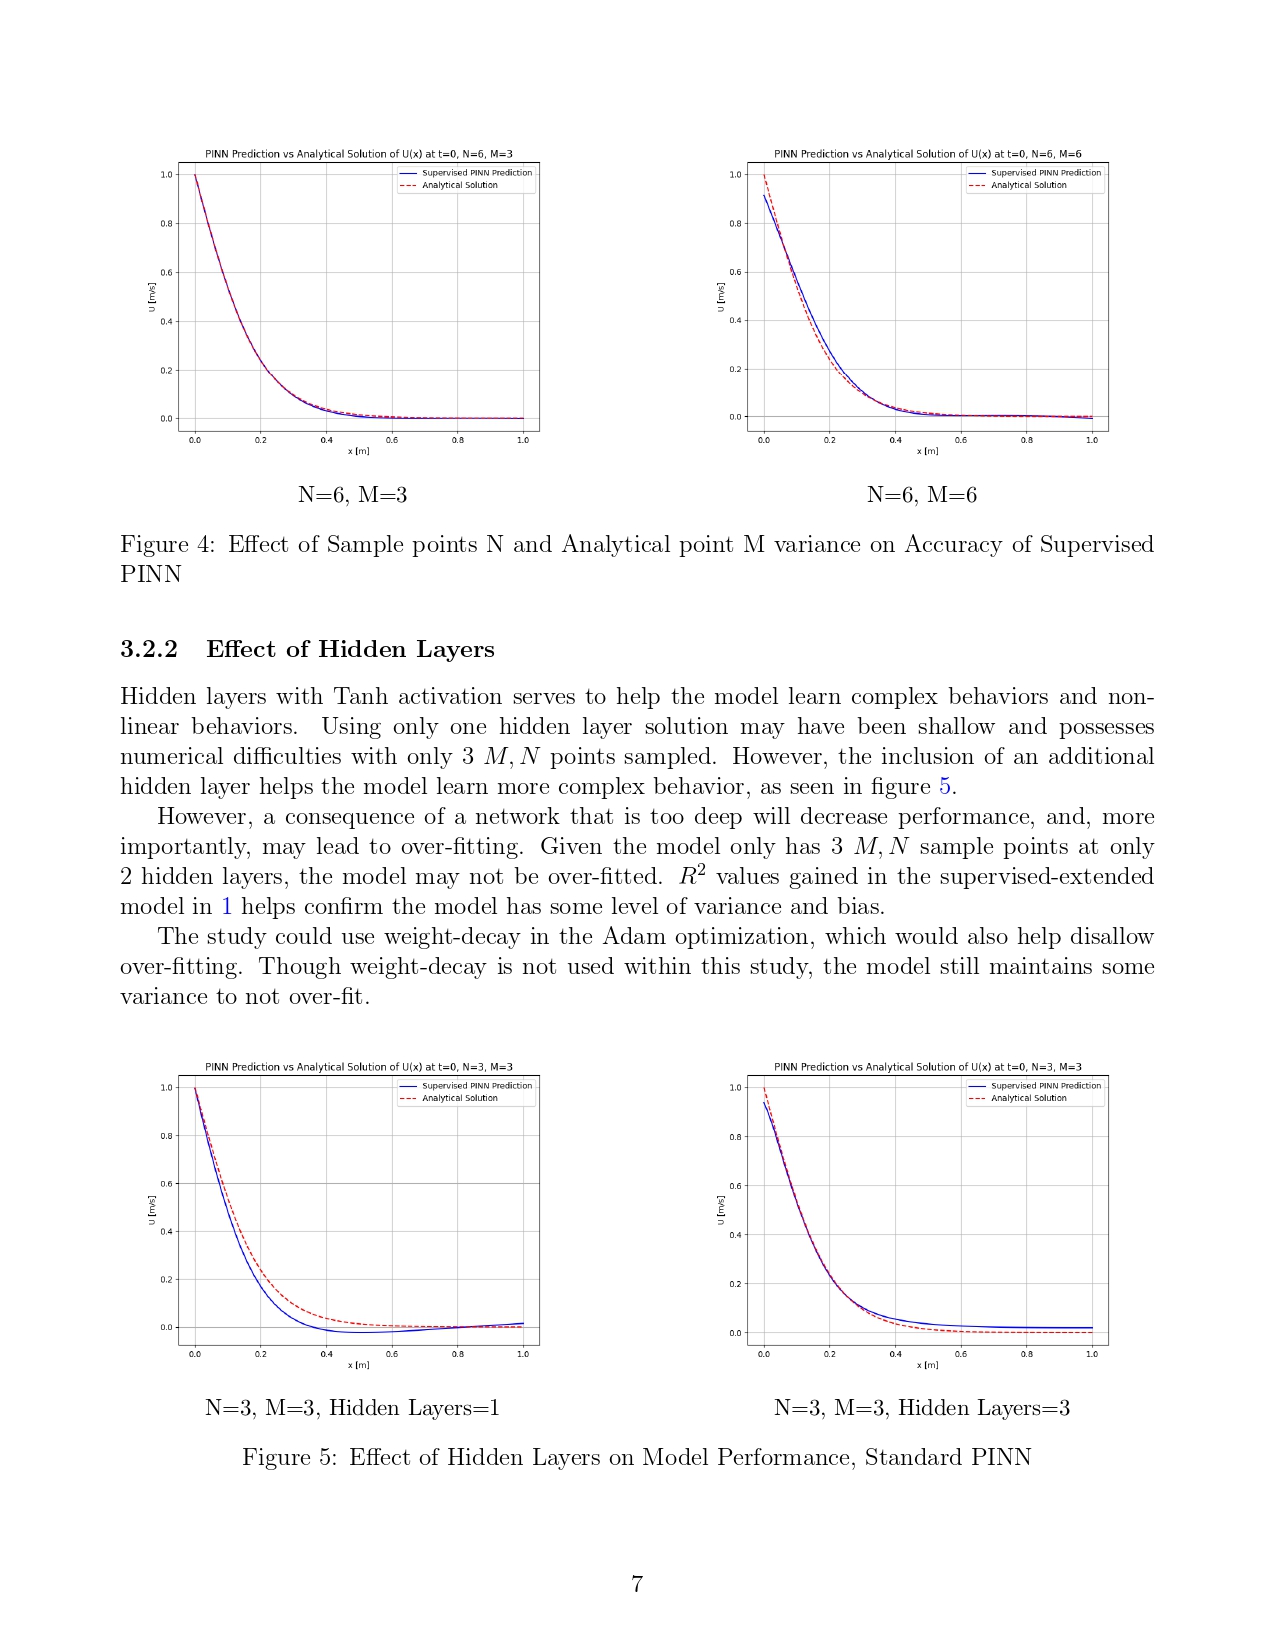 PINN Prediction vs Analytical Solution of U(x) at t=0, N=6, M=3
Supervised PINN Prediction
Analytical Solution
1.0
0.8
0.6
0.4
0.2
0.0
U [m/s]
0.0 0.2 0.4 0.6 0.8 1.0
x [m]
N=6, M=3
PINN Prediction vs Analytical Solution of U(x) at t=0, N=6, M=6
Supervised PINN Prediction
Analytical Solution
1.0
0.8
0.6
0.4
0.2
0.0
U [m/s]
0.0 0.2 0.4 0.6 0.8 1.0
x [m]
N=6, M=6
Figure 4: Effect of Sample points N and Analytical point M variance on Accuracy of Supervised
PINN
3.2.2 Effect of Hidden Layers
Hidden layers with Tanh activation serves to help the model learn complex behaviors and non-
linear behaviors. Using only one hidden layer solution may have been shallow and possesses
numerical difficulties with only 3 M, N points sampled. However, the inclusion of an additional
hidden layer helps the model learn more complex behavior, as seen in figure 5.
However, a consequence of a network that is too deep will decrease performance, and, more
importantly, may lead to over-fitting. Given the model only has 3 M, N sample points at only
2 hidden layers, the model may not be over-fitted. R² values gained in the supervised-extended
model in 1 helps confirm the model has some level of variance and bias.
The study could use weight-decay in the Adam optimization, which would also help disallow
over-fitting. Though weight-decay is not used within this study, the model still maintains some
variance to not over-fit.
PINN Prediction vs Analytical Solution of U(x) at t=0, N=3, M=3
Supervised PINN Prediction
Analytical Solution
1.0
0.8
0.6
0.4
0.2
0.0
U [m/s]
0.0 0.2 0.4 0.6 0.8 1.0
x [m]
N=3, M=3, Hidden Layers=1
PINN Prediction vs Analytical Solution of U(x) at t=0, N=3, M=3
Supervised PINN Prediction
Analytical Solution
1.0
0.8
0.6
0.4
0.2
0.0
U [m/s]
0.0 0.2 0.4 0.6 0.8 1.0
x [m]
N=3, M=3, Hidden Layers=3
Figure 5: Effect of Hidden Layers on Model Performance, Standard PINN
7